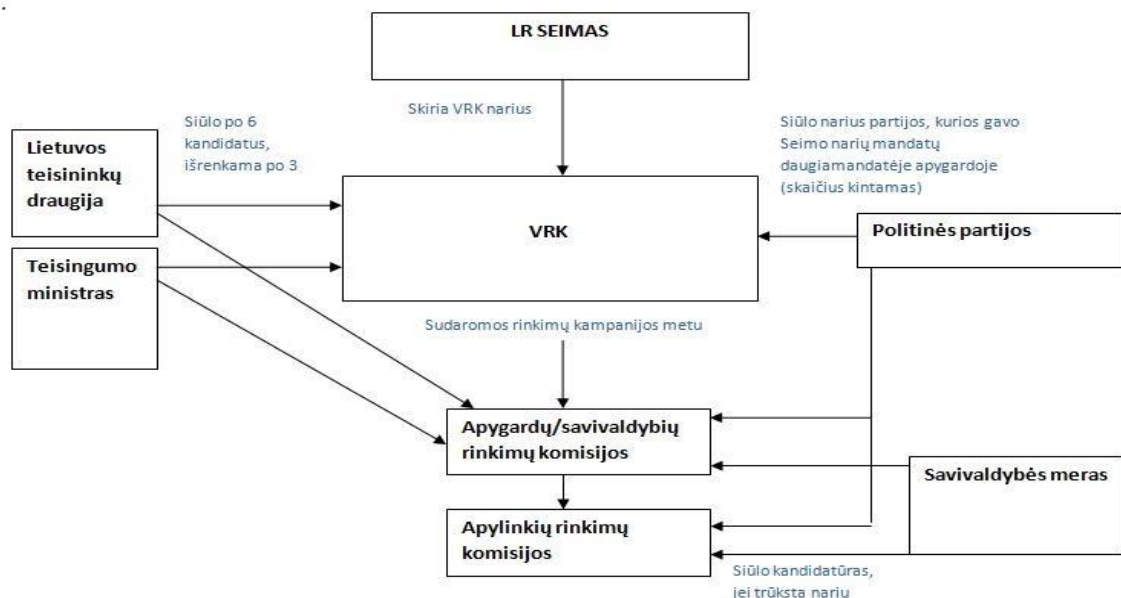 LR SEIMAS
Skiria VRK narius
Siūlo po 6
kandidatus,
išrenkama po 3
Siūlo narius partijos, kurios gavo
Seimo narių mandatų
daugiamandatėje apygardoje
(skaičius kintamas)
Lietuvos
teisininkų
draugija
VRK
Politinės partijos
Teisingumo
ministras
Sudaromos rinkimų kampanijos metu
Apygardų/savivaldybių
rinkimų komisijos
Savivaldybės meras
Apylinkių rinkimų
komisijos
Siūlo kandidatūras,
jei trūksta narių